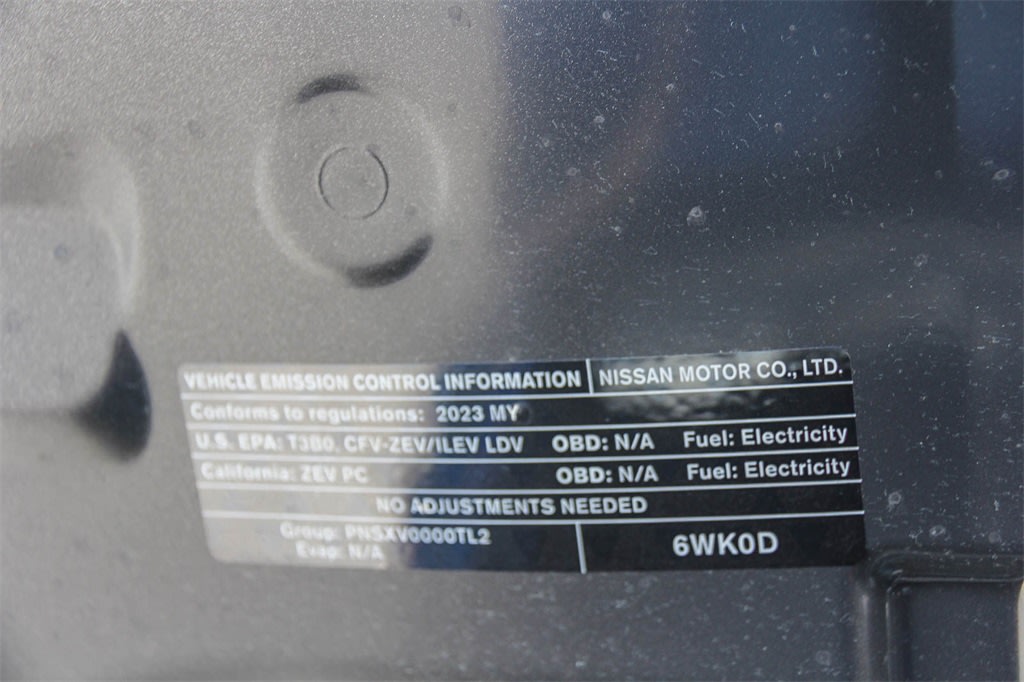 VEHICLE EMISSION CONTROL INFORMATION NISSAN MOTOR CO., LTD.
Conforms to regulations: 2023 MY
U.S. EPA: T3B0, CFV-ZEV/ILEV LDV OBD: N/A Fuel: Electricity
California: ZEV PC OBD: N/A Fuel: Electricity
NO ADJUSTMENTS NEEDED
Group: PNSXV0000TL2
Evap: N/A
6WK0D